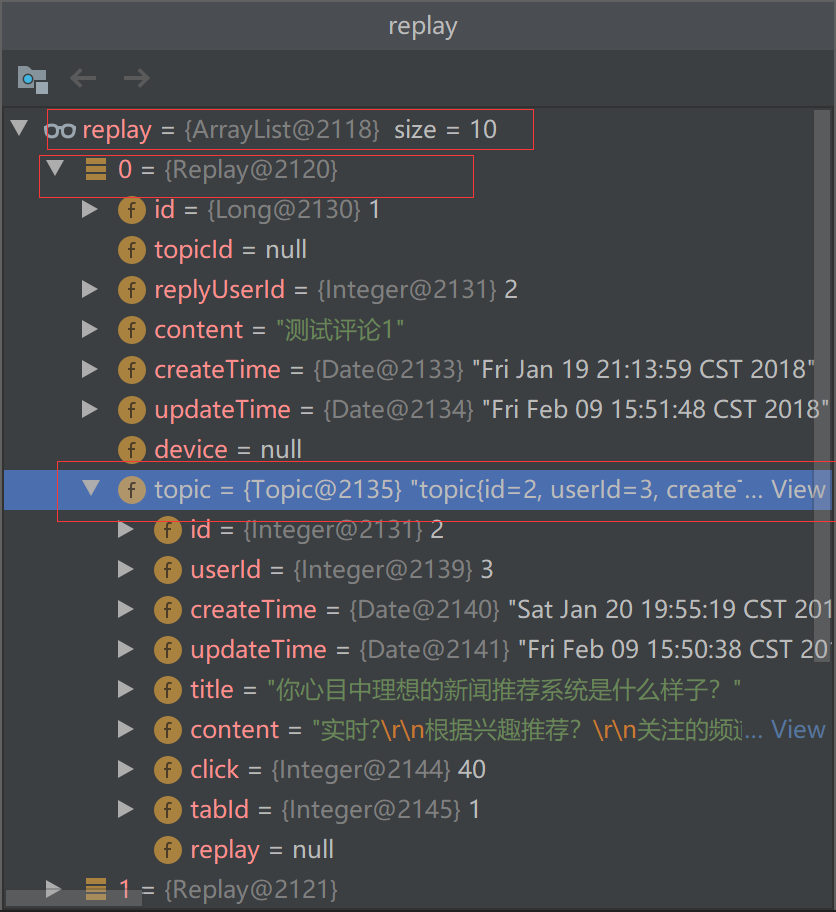 replay
replay = {ArrayList@2118} size = 10
0 = {Replay@2120}
f id = {Long@2130} 1
f topicId = null
f replyUserId = {Integer@2131} 2
f content = "测试评论1"
f createTime = {Date@2133} "Fri Jan 19 21:13:59 CST 2018"
f updateTime = {Date@2134} "Fri Feb 09 15:51:48 CST 2018"
f device = null
f topic = {Topic@2135} "topic{id=2, userId=3, create... View
f id = {Integer@2131} 2
f userId = {Integer@2139} 3
f createTime = {Date@2140} "Sat Jan 20 19:55:19 CST 201
f updateTime = {Date@2141} "Fri Feb 09 15:50:38 CST 20
f title = "你心目中理想的新闻推荐系统是什么样子？"
f content = "实时?\r\n根据兴趣推荐？\r\n关注的频... View
f click = {Integer@2144} 40
f tabId = {Integer@2145} 1
f replay = null
1 = {Replay@2121}